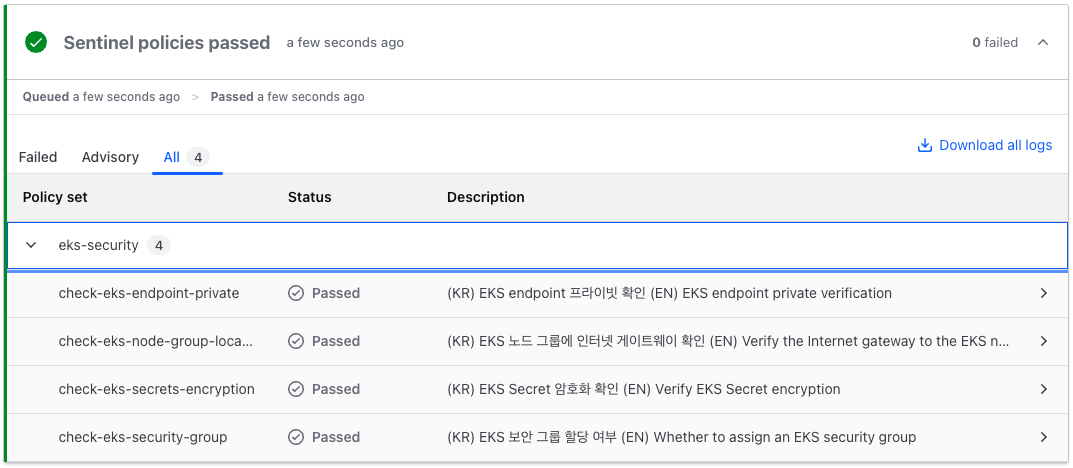 Sentinel policies passed a few seconds ago 0 failed
Queued a few seconds ago > Passed a few seconds ago
Download all logs
Failed Advisory All 4
Policy set Status Description
eks-security 4
check-eks-endpoint-private Passed (KR) EKS endpoint 프라이빗 확인 (EN) EKS endpoint private verification
check-eks-node-group-loca... Passed (KR) EKS 노드 그룹에 인터넷 게이트웨이 확인 (EN) Verify the Internet gateway to the EKS n...
check-eks-secrets-encryption Passed (KR) EKS Secret 암호화 확인 (EN) Verify EKS Secret encryption
check-eks-security-group Passed (KR) EKS 보안 그룹 할당 여부 (EN) Whether to assign an EKS security group